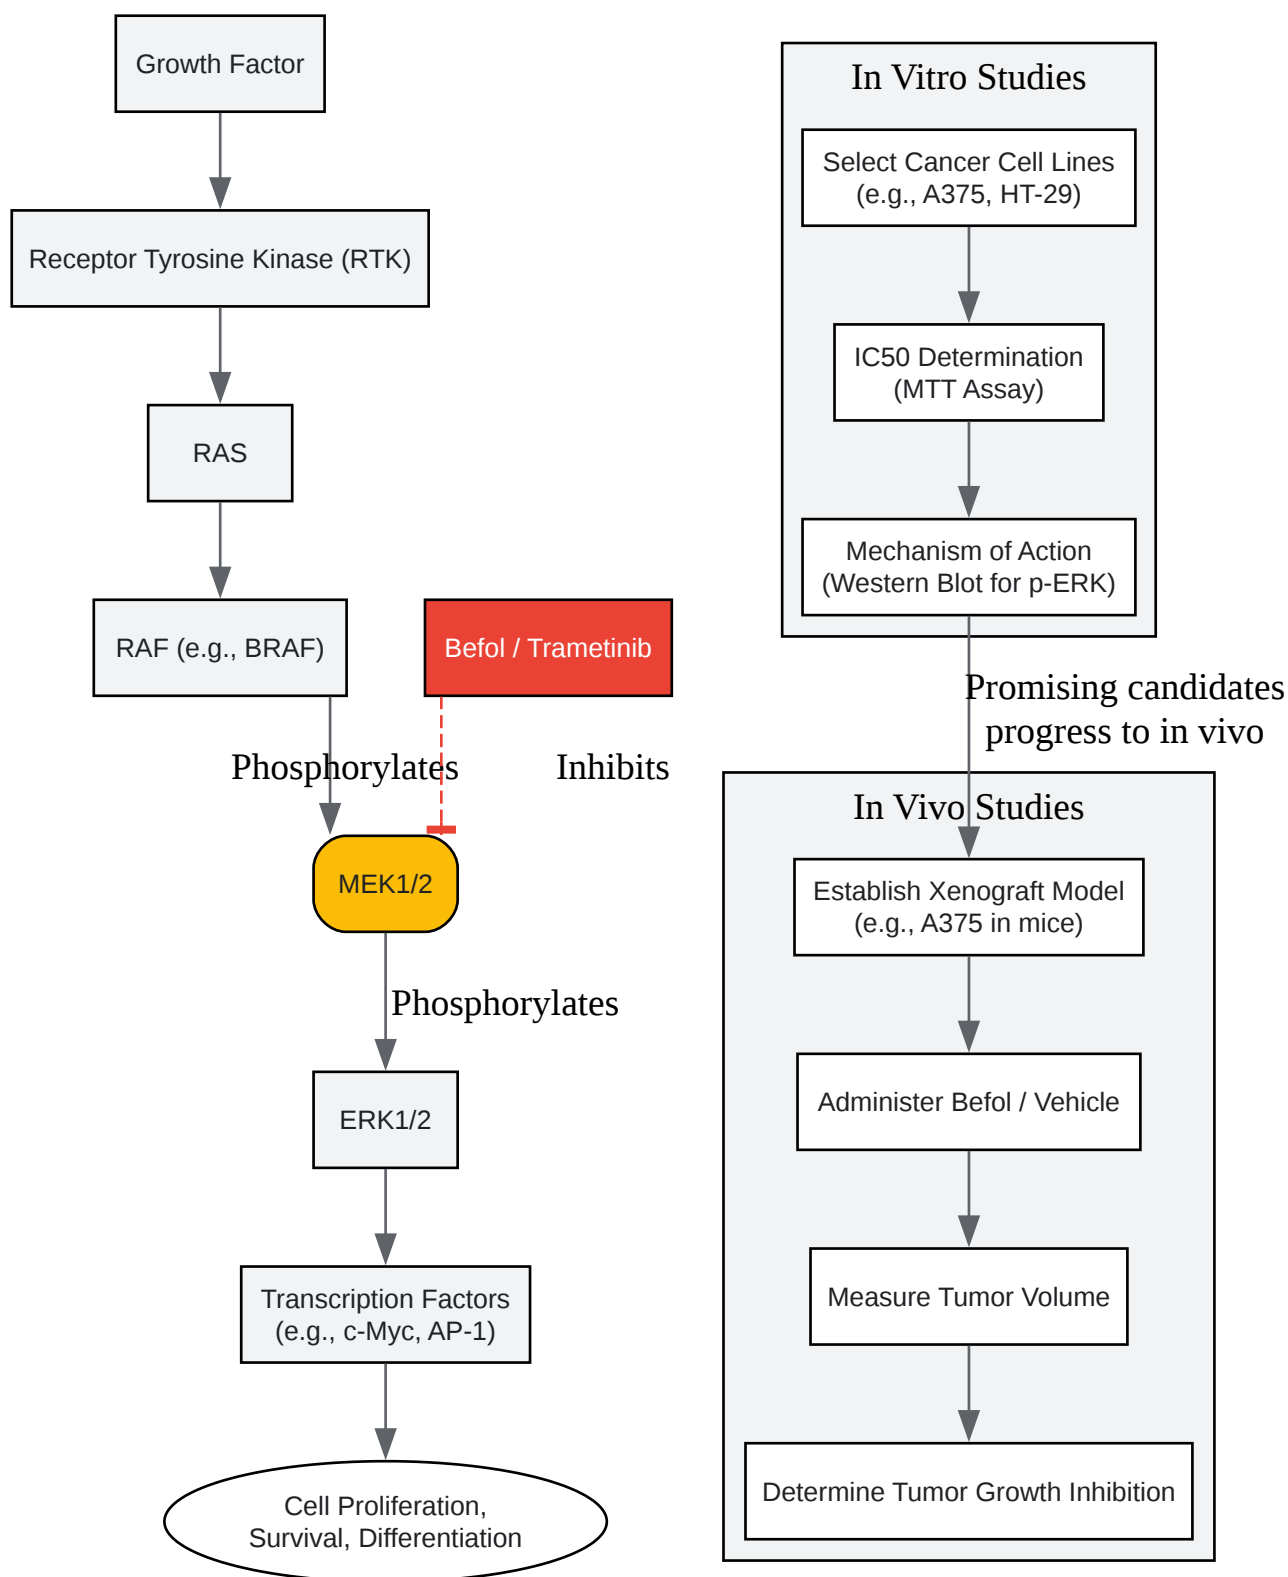 Growth Factor
Receptor Tyrosine Kinase (RTK)
RAS
RAF (e.g., BRAF)
Befol / Trametinib
Phosphorylates
Inhibits
MEK1/2
Phosphorylates
ERK1/2
Transcription Factors
(e.g., c-Myc, AP-1)
Cell Proliferation,
Survival, Differentiation
In Vitro Studies
Select Cancer Cell Lines
(e.g., A375, HT-29)
IC50 Determination
(MTT Assay)
Mechanism of Action
(Western Blot for p-ERK)
Promising candidates
progress to in vivo
In Vivo Studies
Establish Xenograft Model
(e.g., A375 in mice)
Administer Befol / Vehicle
Measure Tumor Volume
Determine Tumor Growth Inhibition